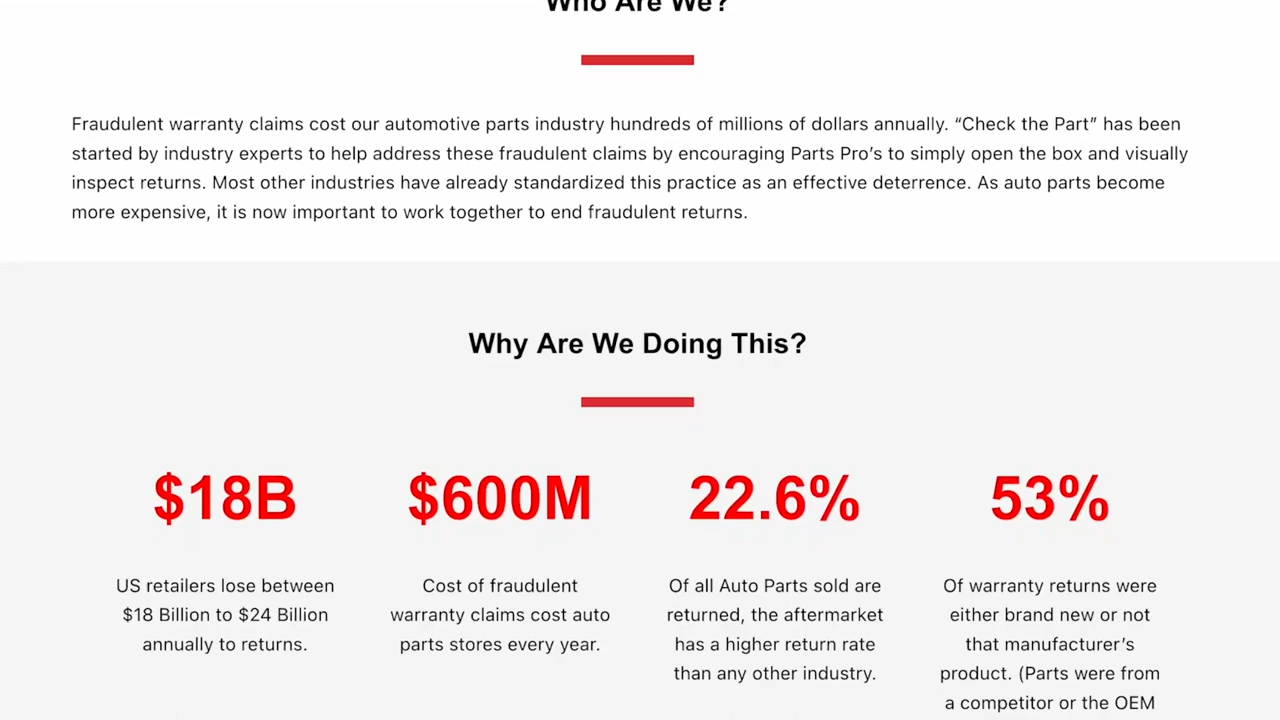 Who Are We?
Fraudulent warranty claims cost our automotive parts industry hundreds of millions of dollars annually. “Check the Part” has been
started by industry experts to help address these fraudulent claims by encouraging Parts Pro’s to simply open the box and visually
inspect returns. Most other industries have already standardized this practice as an effective deterrence. As auto parts become
more expensive, it is now important to work together to end fraudulent returns.
Why Are We Doing This?
$18B
US retailers lose between
$18 Billion to $24 Billion
annually to returns.
$600M
Cost of fraudulent
warranty claims cost auto
parts stores every year.
22.6%
Of all Auto Parts sold are
returned, the aftermarket
has a higher return rate
than any other industry.
53%
Of warranty returns were
either brand new or not
that manufacturer’s
product. (Parts were from
a competitor or the OEM